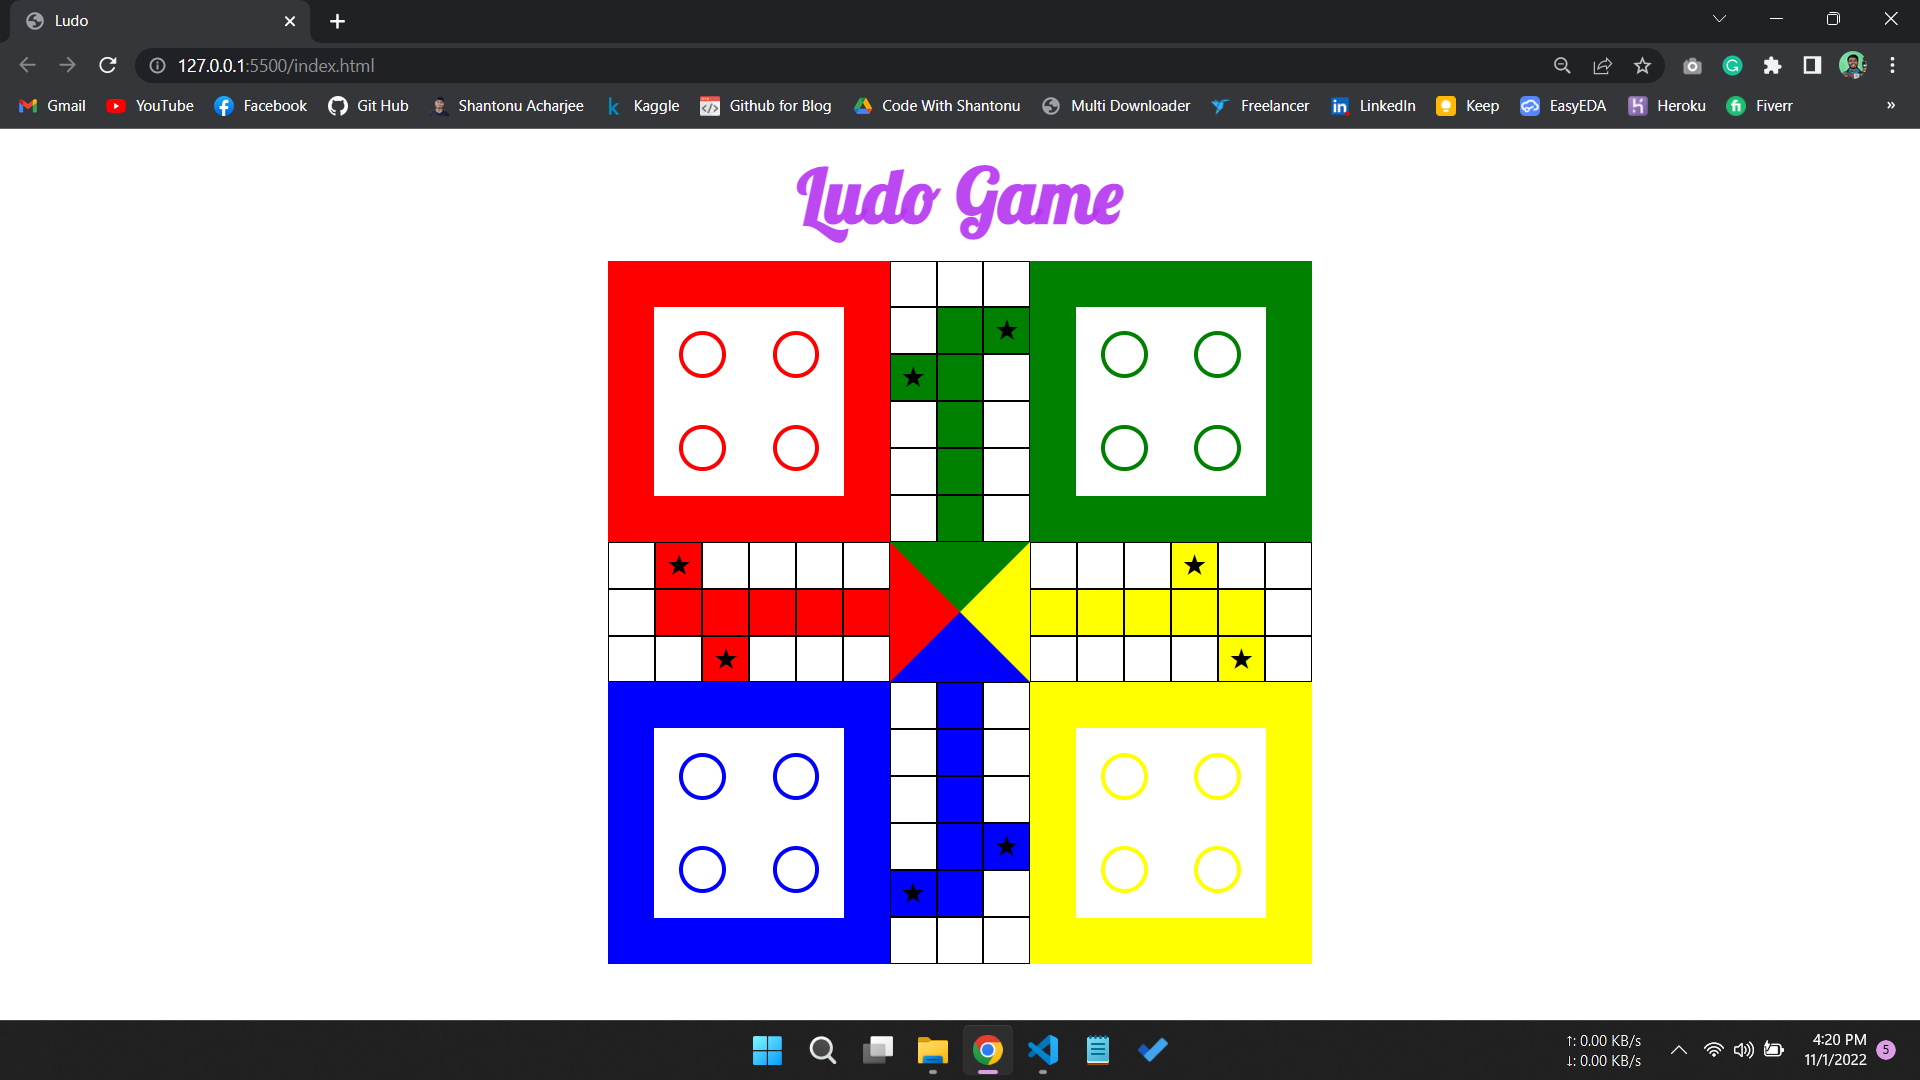 Ludo
127.0.0.1:5500/index.html
Gmail YouTube Facebook Git Hub Shantonu Acharjee Kaggle Github for Blog Code With Shantonu Multi Downloader Freelancer LinkedIn Keep EasyEDA Heroku Fiverr »
Ludo Game
↑: 0.00 KB/s
↓: 0.00 KB/s
4:20 PM
11/1/2022
5